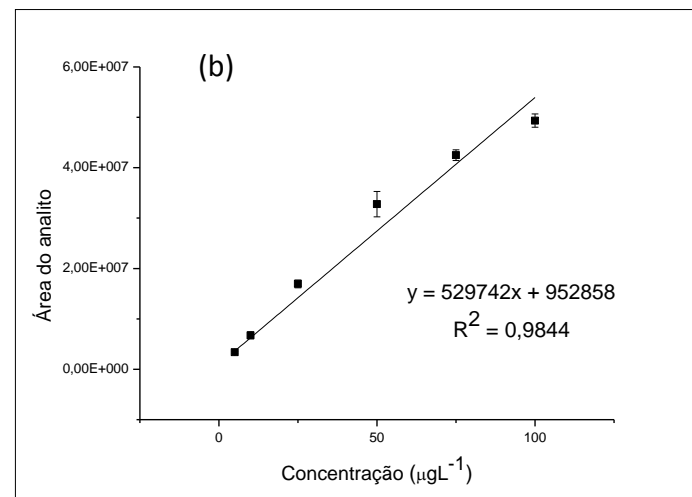 (b)
6,00E+007
4,00E+007
2,00E+007
0,00E+000
Área do analito
y = 529742x + 952858
R² = 0,9844
0 50 100
Concentração (μgL⁻¹)